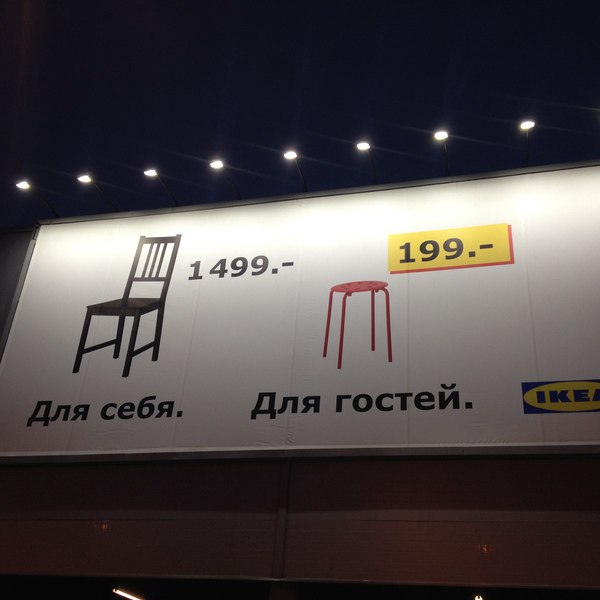 1499.-
199.-
Для себя.
Для гостей.
IKEA